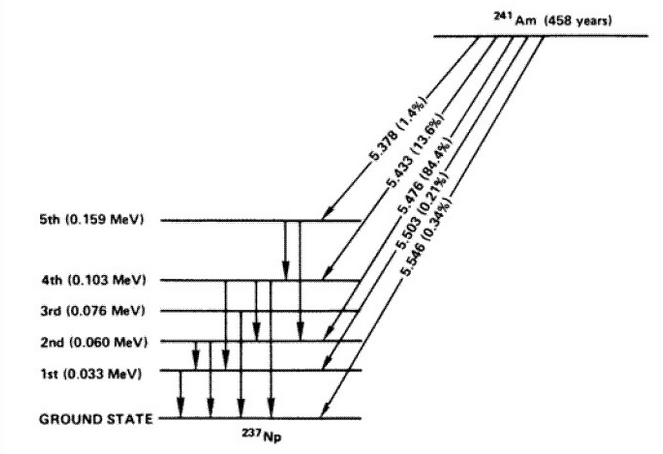 ²⁴¹Am (458 years)
5.378 (1.4%)
5.433 (13.6%)
5.476 (84.4%)
5.503 (0.21%)
5.546 (0.34%)
5th (0.159 MeV)
4th (0.103 MeV)
3rd (0.076 MeV)
2nd (0.060 MeV)
1st (0.033 MeV)
GROUND STATE
²³⁷Np